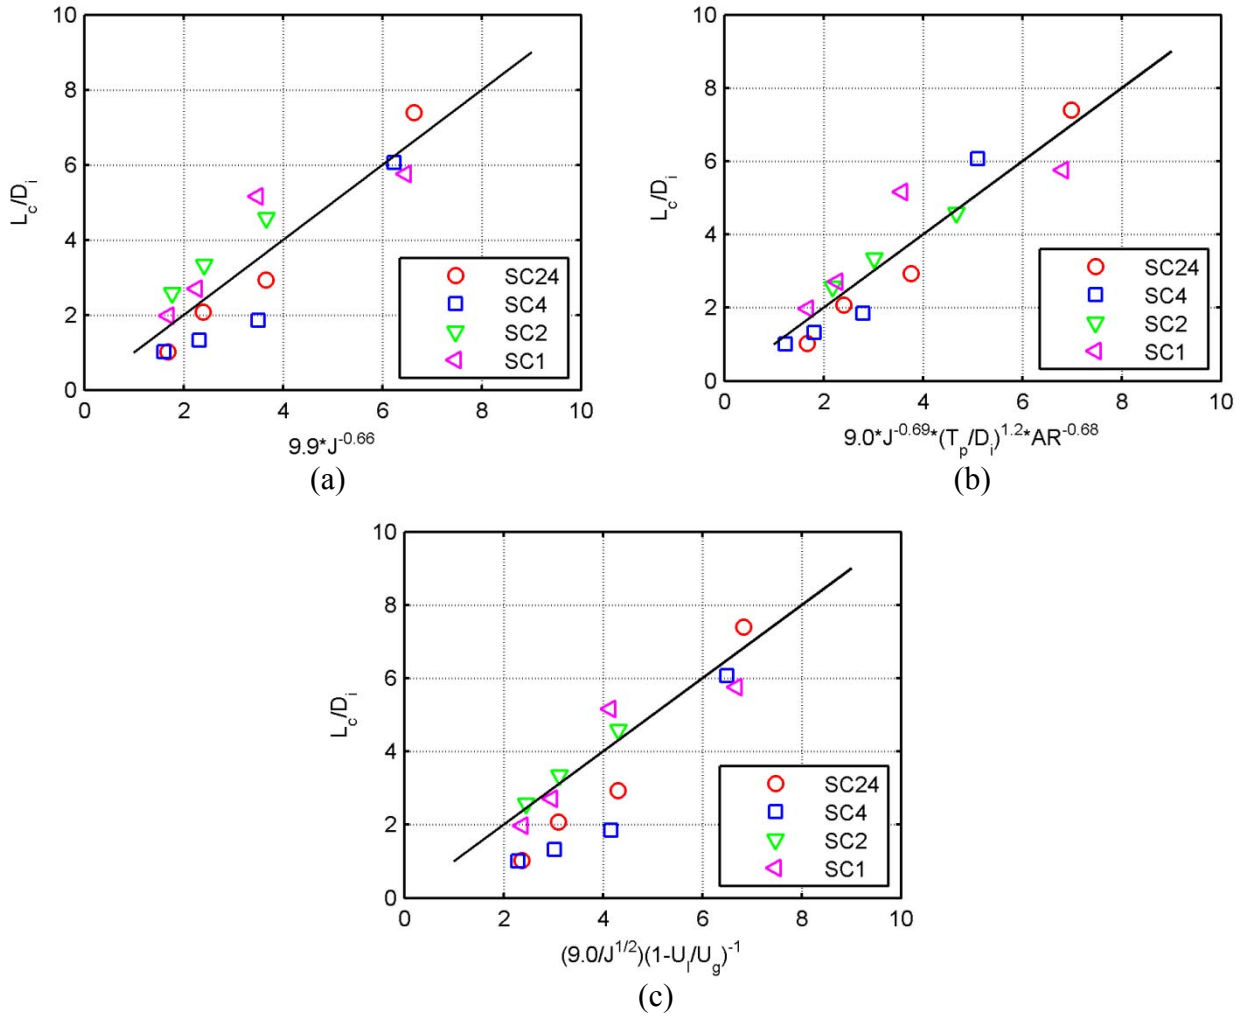 10
8
6
4
2
0
L_c/D_i
0 2 4 6 8 10
9.9*J^-0.66
SC24
SC4
SC2
SC1
(a)
10
8
6
4
2
0
L_c/D_i
0 2 4 6 8 10
9.0*J^-0.69*(T_p/D_i)^1.2*AR^-0.68
SC24
SC4
SC2
SC1
(b)
10
8
6
4
2
0
L_c/D_i
0 2 4 6 8 10
(9.0/J^1/2)(1-U_l/U_g)^-1
SC24
SC4
SC2
SC1
(c)